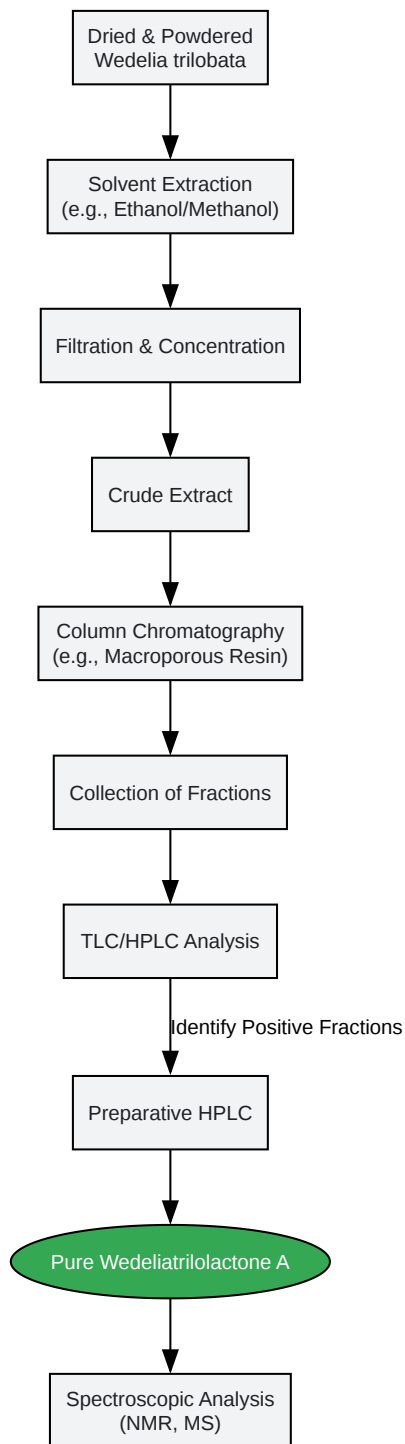 Dried & Powdered
Wedelia trilobata
Solvent Extraction
(e.g., Ethanol/Methanol)
Filtration & Concentration
Crude Extract
Column Chromatography
(e.g., Macroporous Resin)
Collection of Fractions
TLC/HPLC Analysis
Identify Positive Fractions
Preparative HPLC
Pure Wedeliatrilolactone A
Spectroscopic Analysis
(NMR, MS)